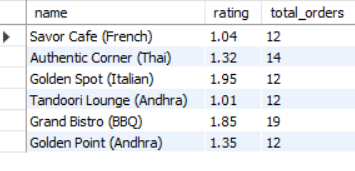 name rating total_orders
Savor Cafe (French) 1.04 12
Authentic Corner (Thai) 1.32 14
Golden Spot (Italian) 1.95 12
Tandoori Lounge (Andhra) 1.01 12
Grand Bistro (BBQ) 1.85 19
Golden Point (Andhra) 1.35 12